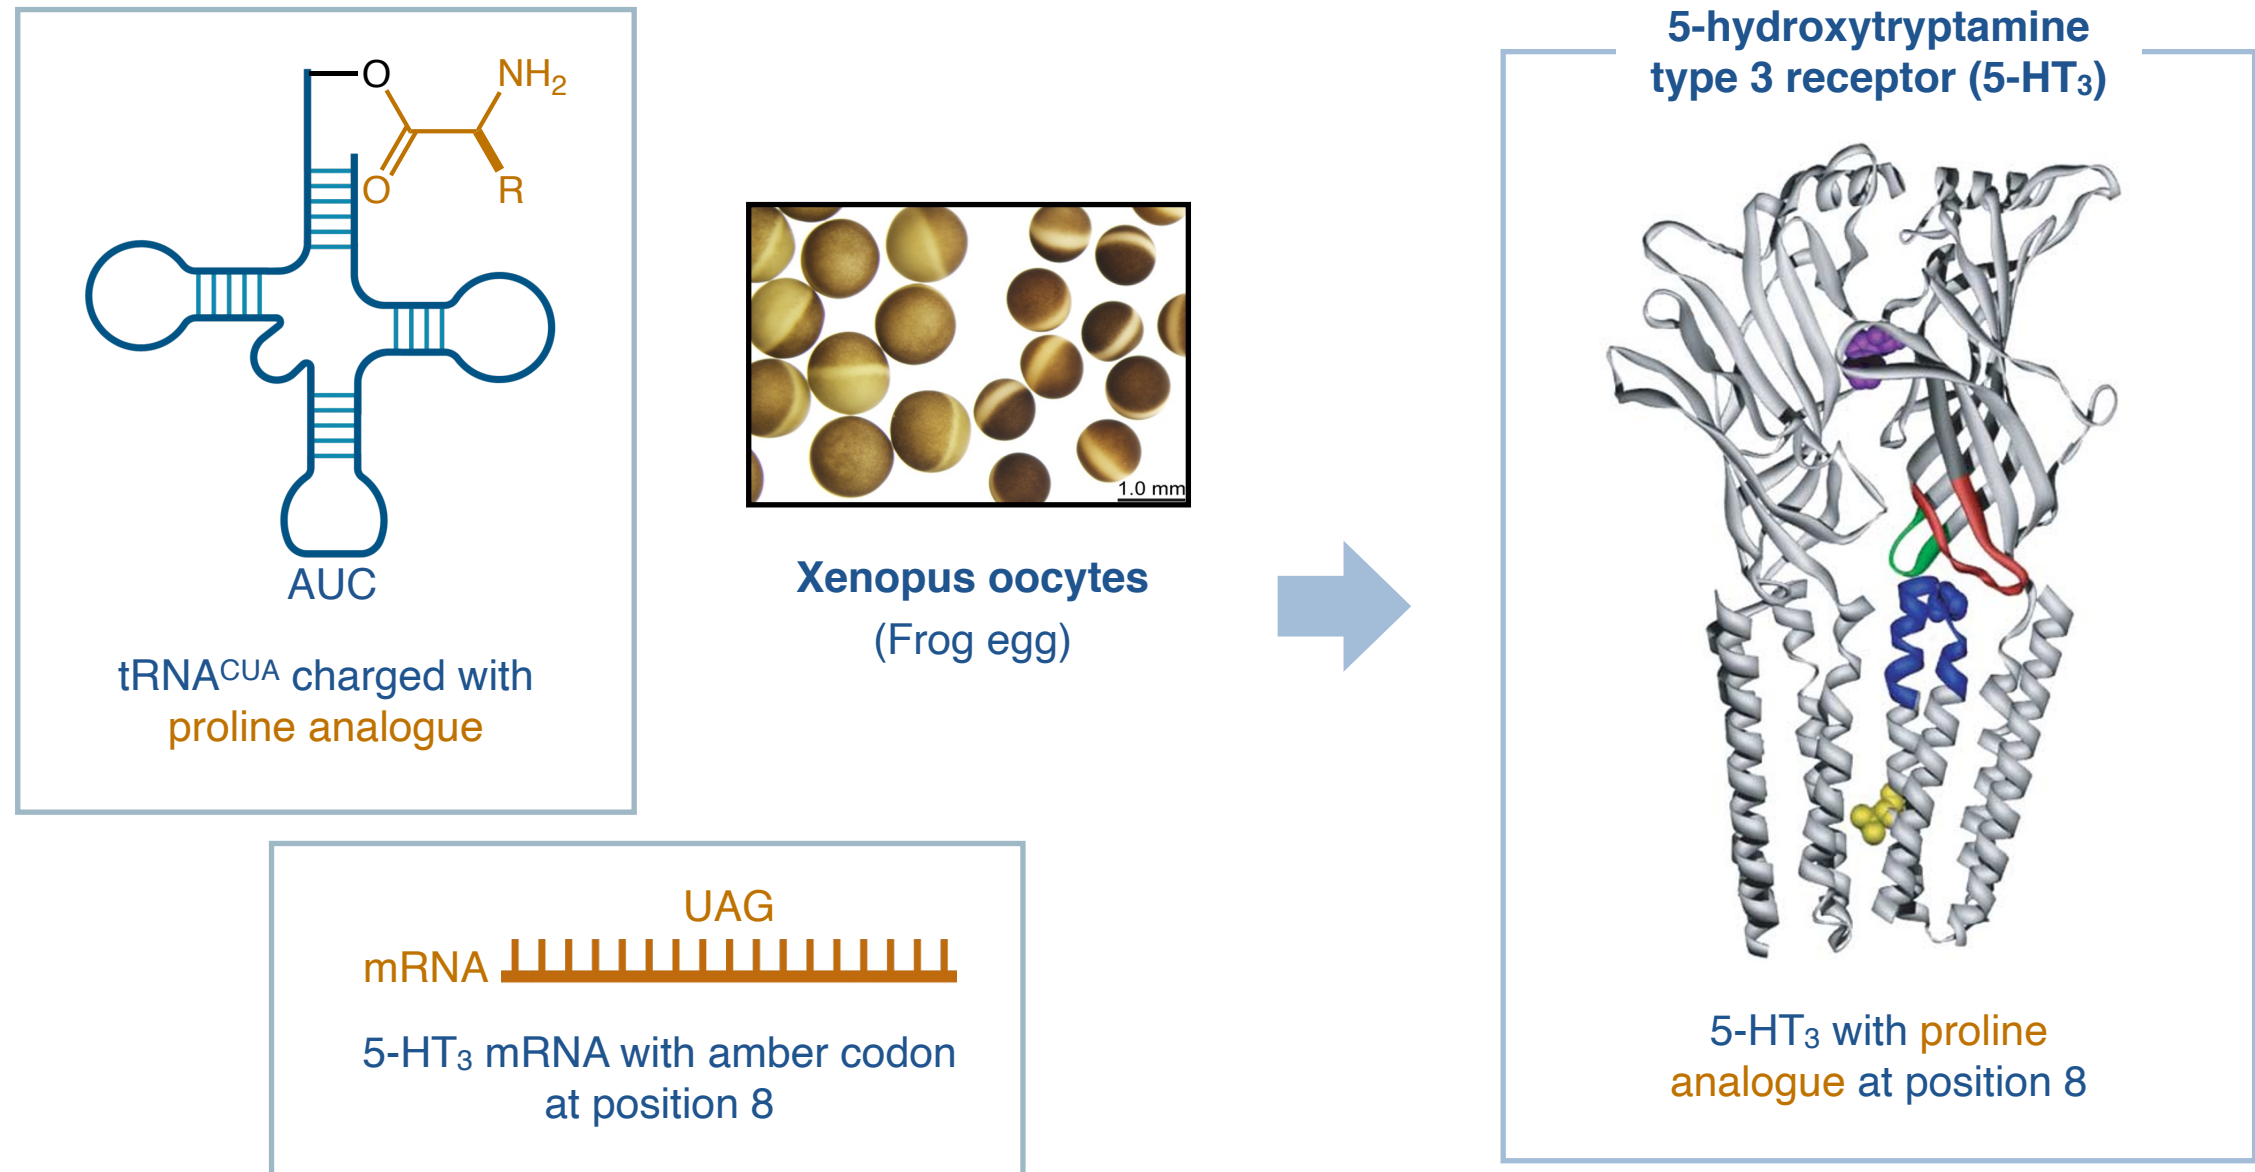 O
NH2
O
R
AUC
tRNACUA charged with
proline analogue
1.0 mm
Xenopus oocytes
(Frog egg)
UAG
mRNA
5-HT3 mRNA with amber codon
at position 8
5-hydroxytryptamine
type 3 receptor (5-HT3)
5-HT3 with proline
analogue at position 8